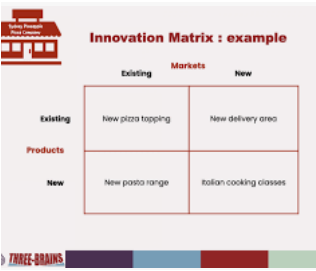 Sydney Pineapple
Pizza Company
Innovation Matrix : example
Markets
Existing
New
Existing
New pizza topping
New delivery area
Products
New
New pasta range
Italian cooking classes
THREE-BRAINS